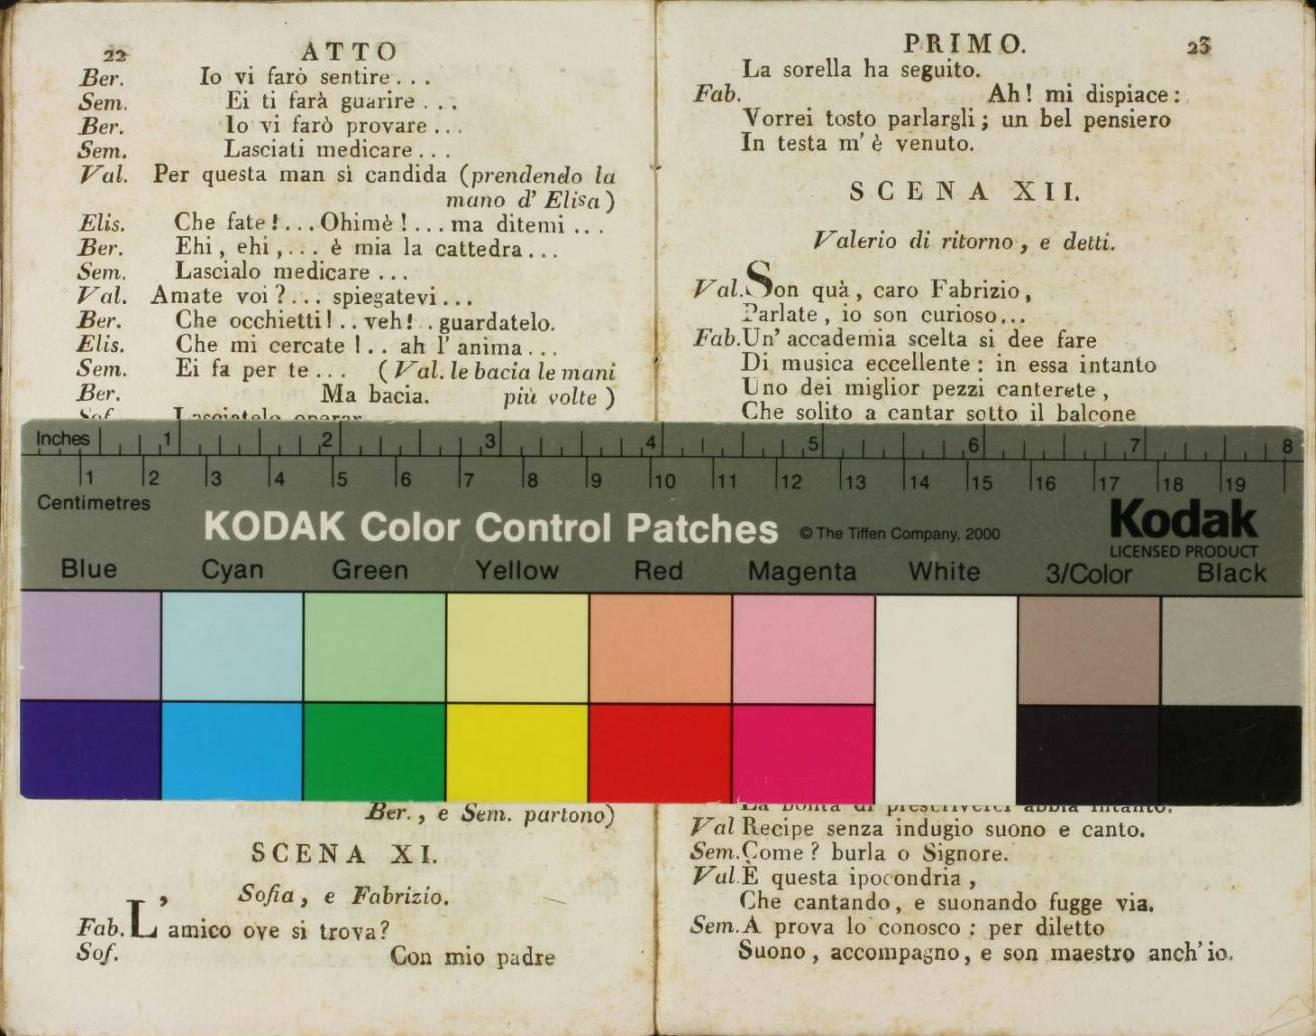 22 ATTO
Ber. Io vi farò sentire...
Sem. Ei ti farà guarire...
Ber. Io vi farò provare...
Sem. Lasciati medicare...
Val. Per questa man sì candida (prendendo la
mano d' Elisa)
Elis. Che fate!...Ohimè!...ma ditemi...
Ber. Ehi, ehi,... è mia la cattedra...
Sem. Lascialo medicare...
Val. Amate voi?... spiegatevi...
Ber. Che occhietti!..veh!..guardatelo.
Elis. Che mi cercate!.. ah l' anima...
Sem. Ei fa per te... (Val. le bacia le mani
Ber. Ma bacia. più volte)
Sof. Lasciatelo operar
Ber., e Sem. partono)
SCENA XI.
Sofia, e Fabrizio.
Fab. L' amico ove si trova?
Sof. Con mio padre
PRIMO. 23
La sorella ha seguito.
Fab. Ah! mi dispiace:
Vorrei tosto parlargli; un bel pensiero
In testa m' è venuto.
SCENA XII.
Valerio di ritorno, e detti.
Val. Son quà, caro Fabrizio,
Parlate, io son curioso...
Fab. Un' accademia scelta si dee fare
Di musica eccellente: in essa intanto
Uno dei miglior pezzi canterete,
Che solito a cantar sotto il balcone
La bontà di prescriverci abbia intanto.
Val Recipe senza indugio suono e canto.
Sem. Come? burla o Signore.
Val. È questa ipocondria,
Che cantando, e suonando fugge via.
Sem. A prova lo conosco: per diletto
Suono, accompagno, e son maestro anch' io.
Inches 1 2 3 4 5 6 7 8
1 2 3 4 5 6 7 8 9 10 11 12 13 14 15 16 17 18 19
Centimetres
KODAK Color Control Patches © The Tiffen Company, 2000 Kodak
LICENSED PRODUCT
Blue Cyan Green Yellow Red Magenta White 3/Color Black